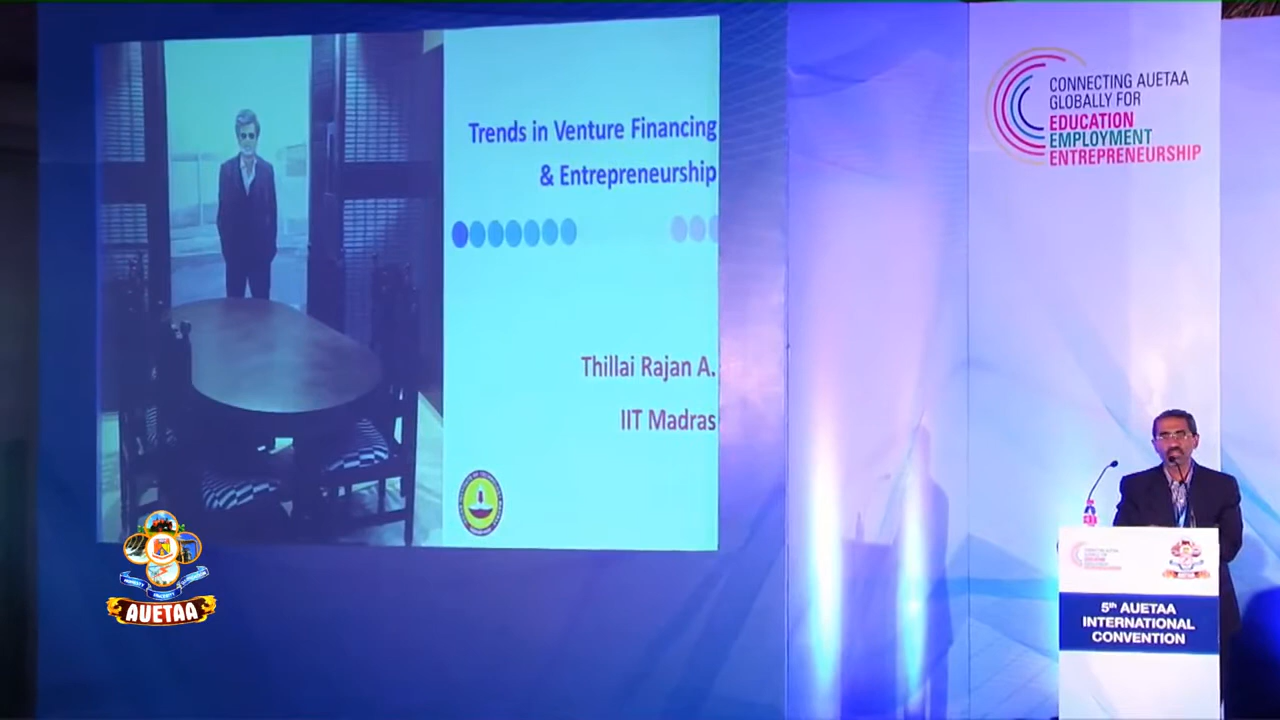 Trends in Venture Financing
& Entrepreneurship
Thillai Rajan A.
IIT Madras
CONNECTING AUETAA
GLOBALLY FOR
EDUCATION
EMPLOYMENT
ENTREPRENEURSHIP
AUETAA
5th AUETAA
INTERNATIONAL
CONVENTION